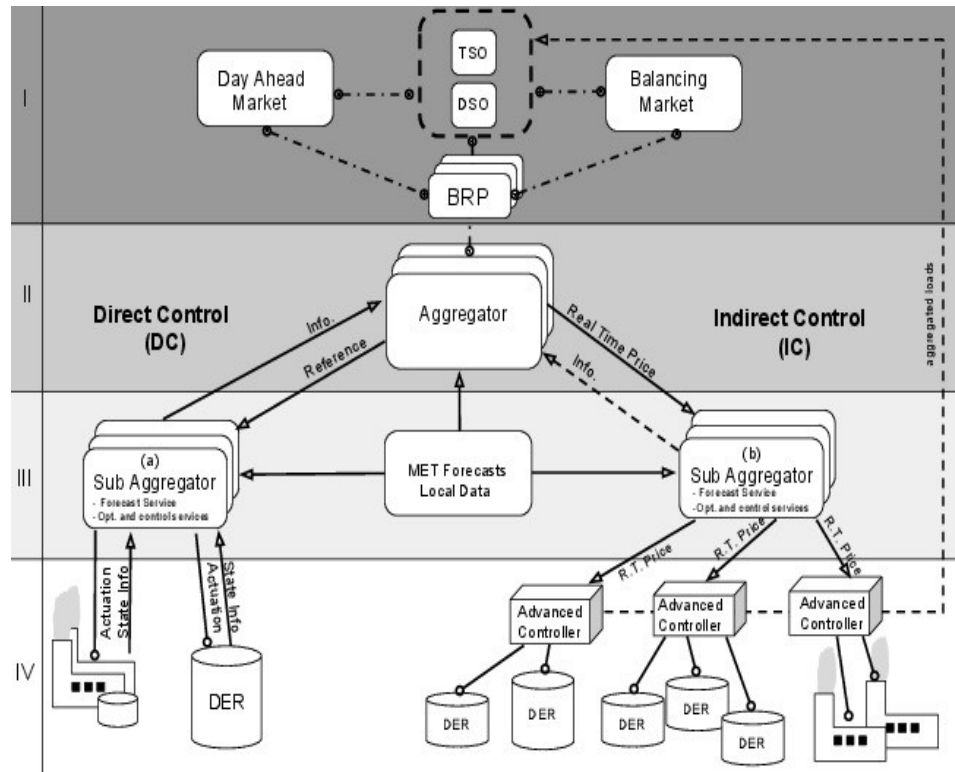 I
Day Ahead
Market
TSO
DSO
Balancing
Market
BRP
II
Direct Control
(DC)
Info.
Reference
Aggregator
Real Time Price
Info.
Indirect Control
(IC)
aggregated loads
III
(a)
Sub Aggregator
- Forecast Service
- Opt. and control services
MET Forecasts
Local Data
(b)
Sub Aggregator
- Forecast Service
- Opt. and control services
R.T. Price
R.T. Price
R.T. Price
IV
Actuation
State Info
Actuation
State Info
DER
Advanced
Controller
Advanced
Controller
Advanced
Controller
DER
DER
DER
DER
DER